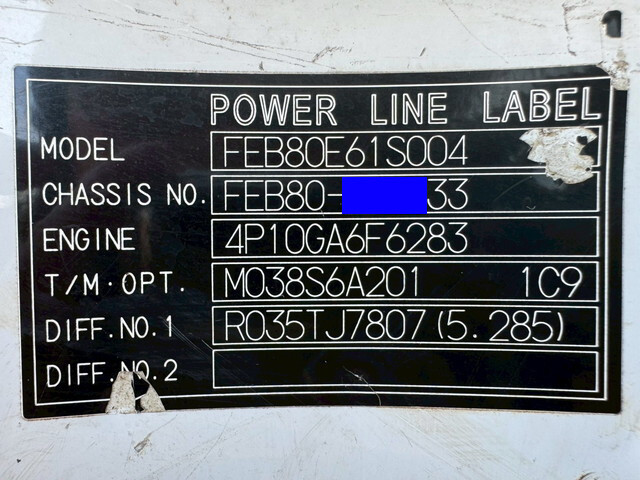 POWER LINE LABEL
MODEL FEB80E61S004
CHASSIS NO. FEB80- 33
ENGINE 4P10GA6F6283
T/M·OPT. M038S6A201 1C9
DIFF.NO.1 R035TJ7807(5.285)
DIFF.NO.2